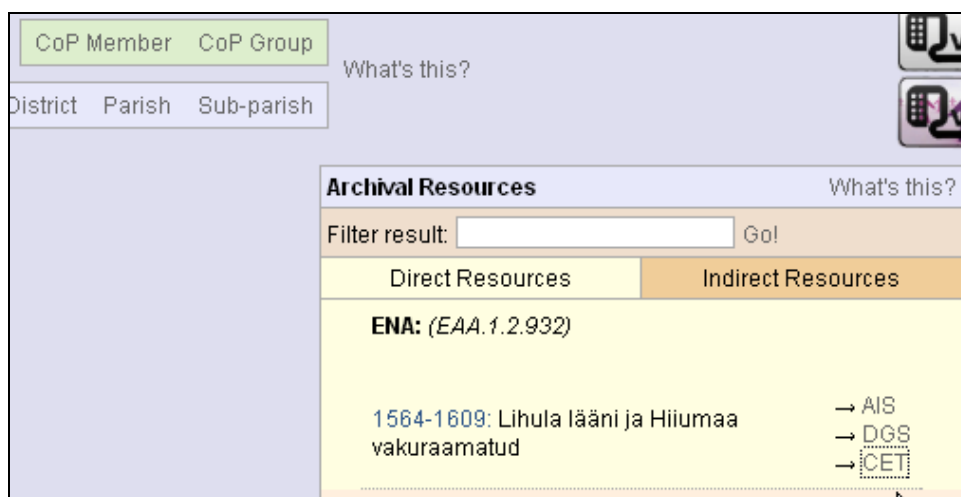 CoP Member CoP Group
What's this?
District Parish Sub-parish
Archival Resources What's this?
Filter result: Go!
Direct Resources Indirect Resources
ENA: (EAA.1.2.932)
1564-1609: Lihula lääni ja Hiiumaa
vakuraamatud
→ AIS
→ DGS
→ CET